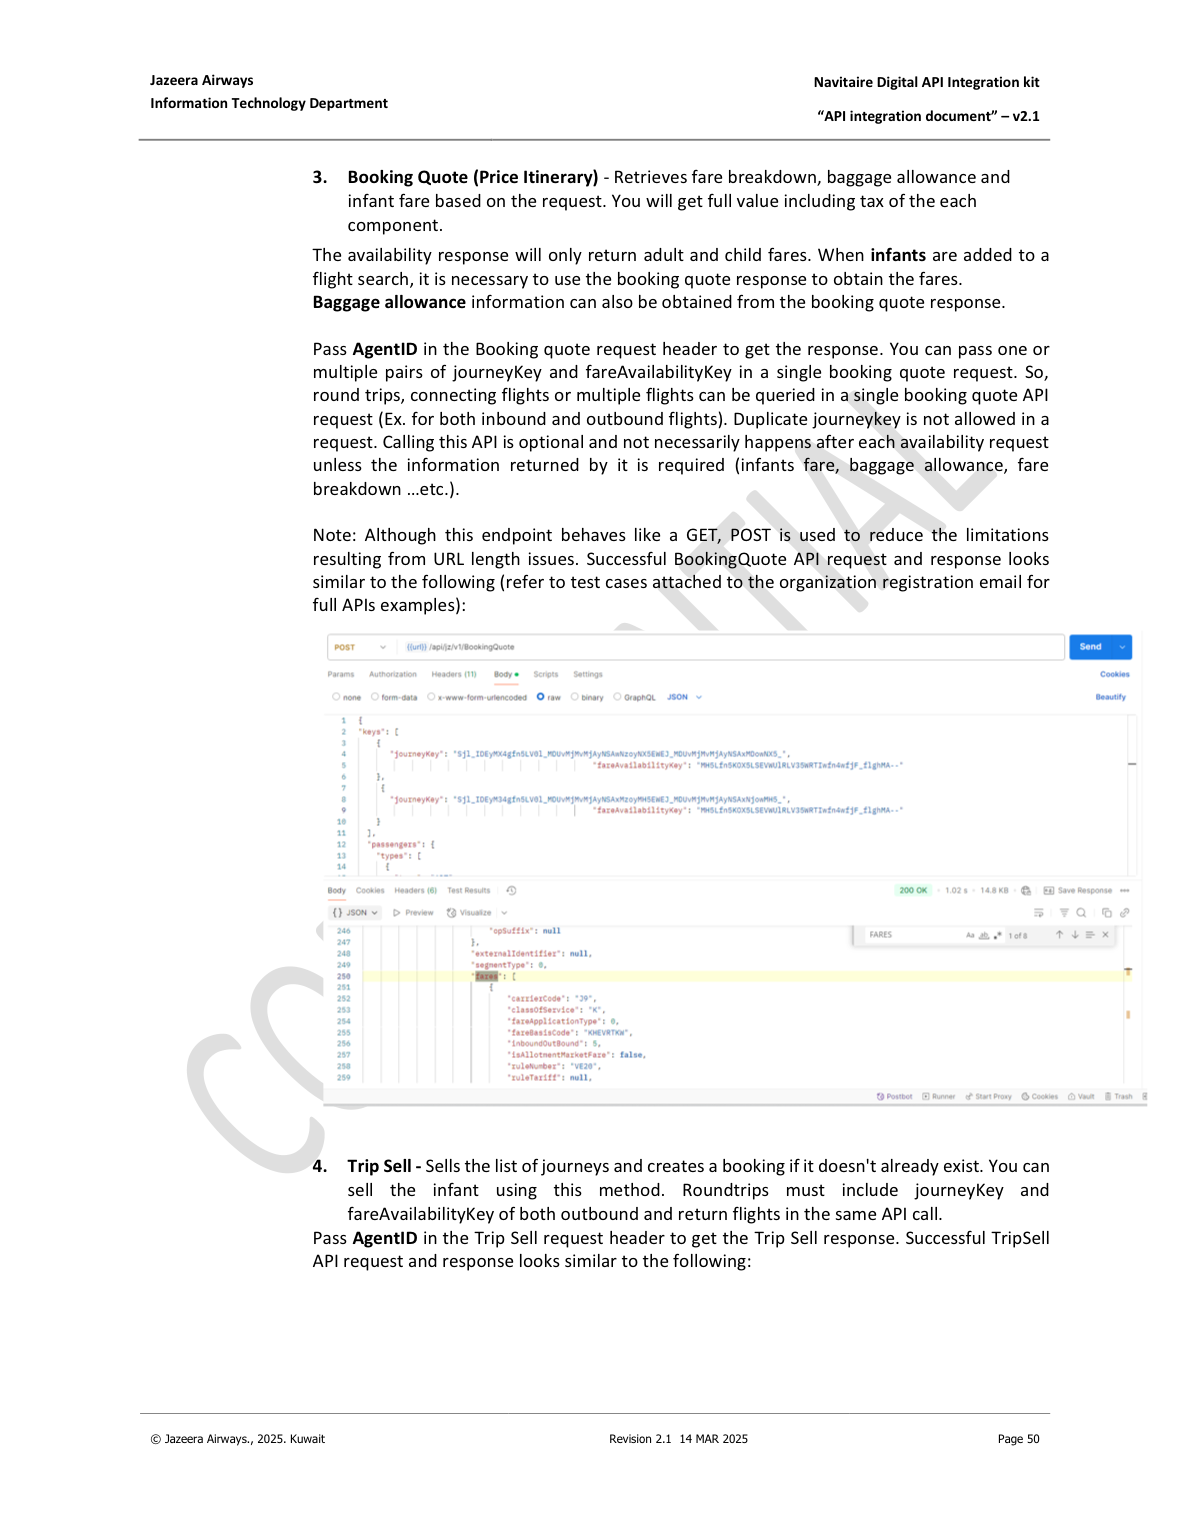 Jazeera Airways
Information Technology Department
Navitaire Digital API Integration kit
“API integration document” – v2.1
3. Booking Quote (Price Itinerary) - Retrieves fare breakdown, baggage allowance and
infant fare based on the request. You will get full value including tax of the each
component.
The availability response will only return adult and child fares. When infants are added to a
flight search, it is necessary to use the booking quote response to obtain the fares.
Baggage allowance information can also be obtained from the booking quote response.
Pass AgentID in the Booking quote request header to get the response. You can pass one or
multiple pairs of journeyKey and fareAvailabilityKey in a single booking quote request. So,
round trips, connecting flights or multiple flights can be queried in a single booking quote API
request (Ex. for both inbound and outbound flights). Duplicate journeykey is not allowed in a
request. Calling this API is optional and not necessarily happens after each availability request
unless the information returned by it is required (infants fare, baggage allowance, fare
breakdown …etc.).
Note: Although this endpoint behaves like a GET, POST is used to reduce the limitations
resulting from URL length issues. Successful BookingQuote API request and response looks
similar to the following (refer to test cases attached to the organization registration email for
full APIs examples):
POST {{url}} /api/jz/v1/BookingQuote Send
Params Authorization Headers (11) Body Scripts Settings Cookies
none form-data x-www-form-urlencoded raw binary GraphQL JSON Beautify
1 {
2 "keys": [
3 {
4 "journeyKey":
5 "fareAvailabilityKey":
6 },
7 {
8 "journeyKey":
9 "fareAvailabilityKey":
10 }
11 ],
12 "passengers": {
13 "types": [
14 {
Body Cookies Headers (6) Test Results 200 OK · 1.02 s · 14.8 KB · Save Response
{} JSON Preview Visualize
246 "opSuffix": null
247 },
248 "externalIdentifier": null,
249 "segmentType": 0,
250 "fares": [
251 {
252 "carrierCode": "J9",
253 "classOfService": "K",
254 "fareApplicationType": 0,
255 "fareBasisCode": "KHEVRTKW",
256 "inboundOutBound": 5,
257 "isAllotmentMarketFare": false,
258 "ruleNumber": "VE20",
259 "ruleTariff": null,
FARES Aa ab .* 1 of 8
Postbot Runner Start Proxy Cookies Vault Trash
4. Trip Sell - Sells the list of journeys and creates a booking if it doesn't already exist. You can
sell the infant using this method. Roundtrips must include journeyKey and
fareAvailabilityKey of both outbound and return flights in the same API call.
Pass AgentID in the Trip Sell request header to get the Trip Sell response. Successful TripSell
API request and response looks similar to the following:
© Jazeera Airways., 2025. Kuwait
Revision 2.1 14 MAR 2025
Page 50